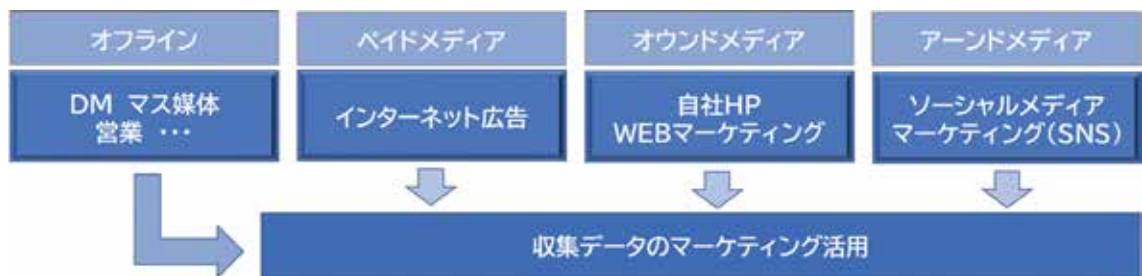 オフライン
ペイドメディア
オウンドメディア
アーンドメディア
DM マス媒体
営業 ･･･
インターネット広告
自社HP
WEBマーケティング
ソーシャルメディア
マーケティング(SNS)
収集データのマーケティング活用